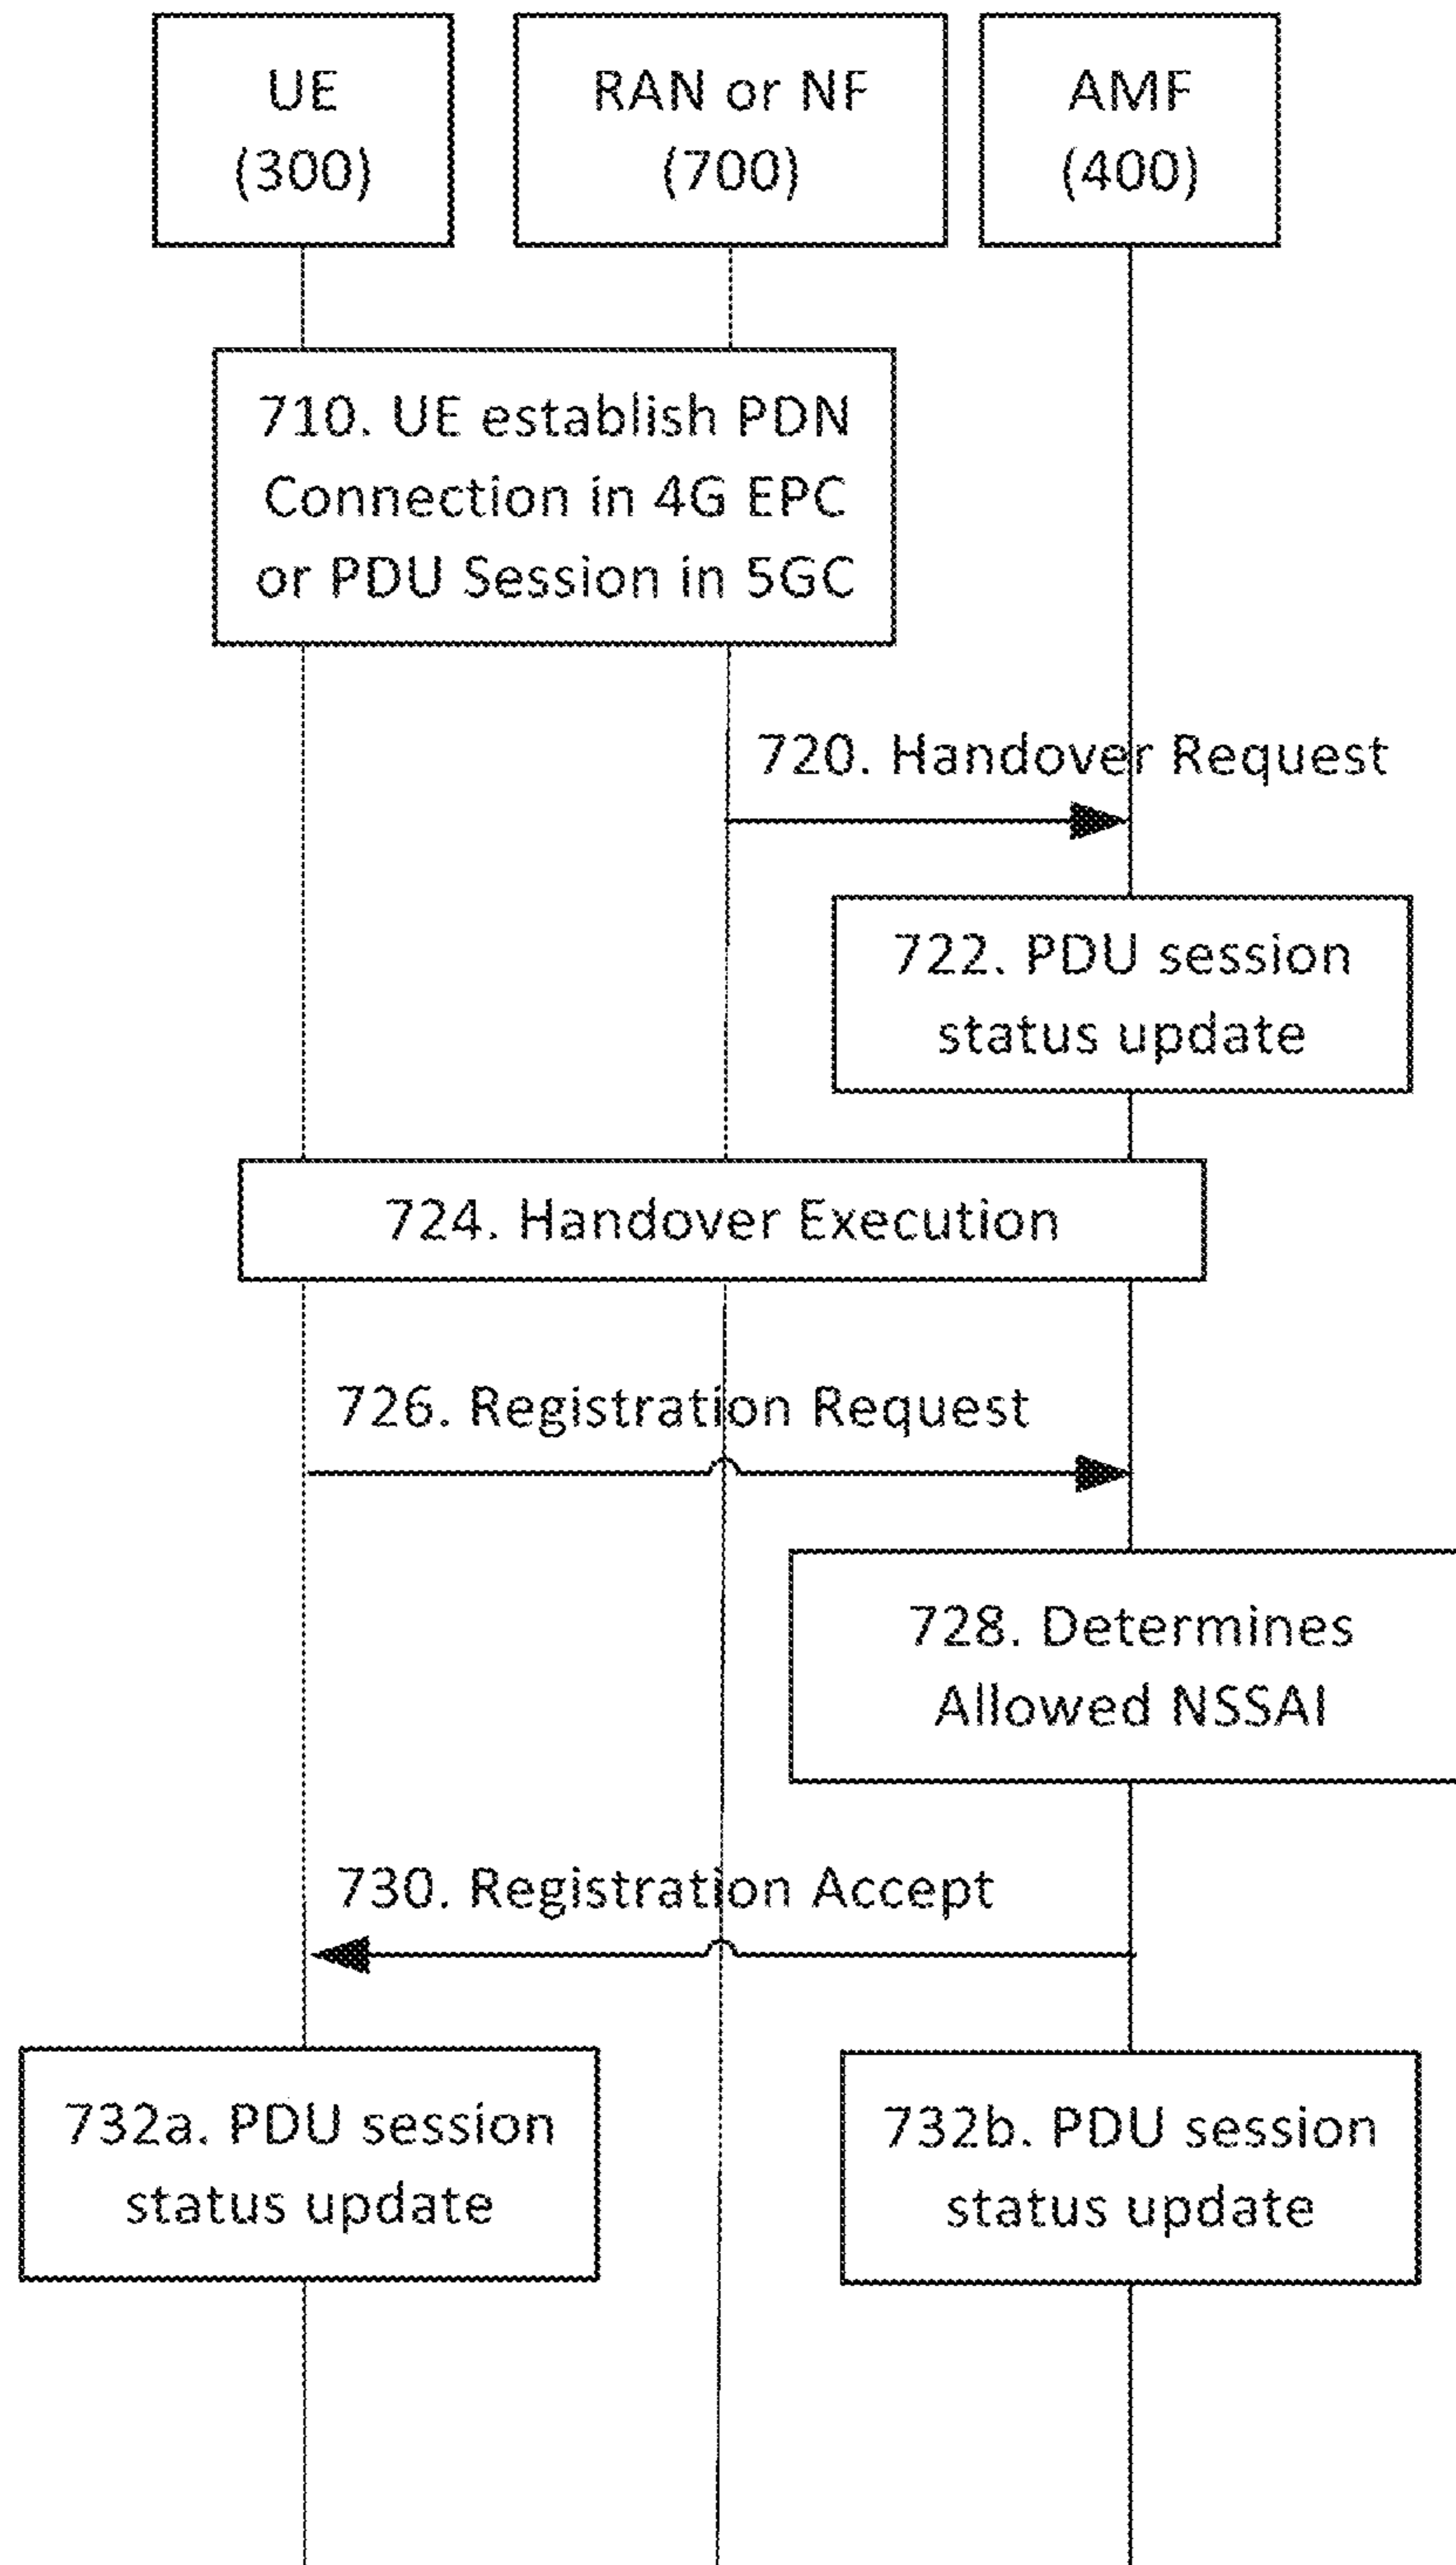 UE
(300)
RAN or NF
(700)
AMF
(400)
710. UE establish PDN
Connection in 4G EPC
or PDU Session in 5GC
720. Handover Request
722. PDU session
status update
724. Handover Execution
726. Registration Request
728. Determines
Allowed NSSAI
730. Registration Accept
732a. PDU session
status update
732b. PDU session
status update